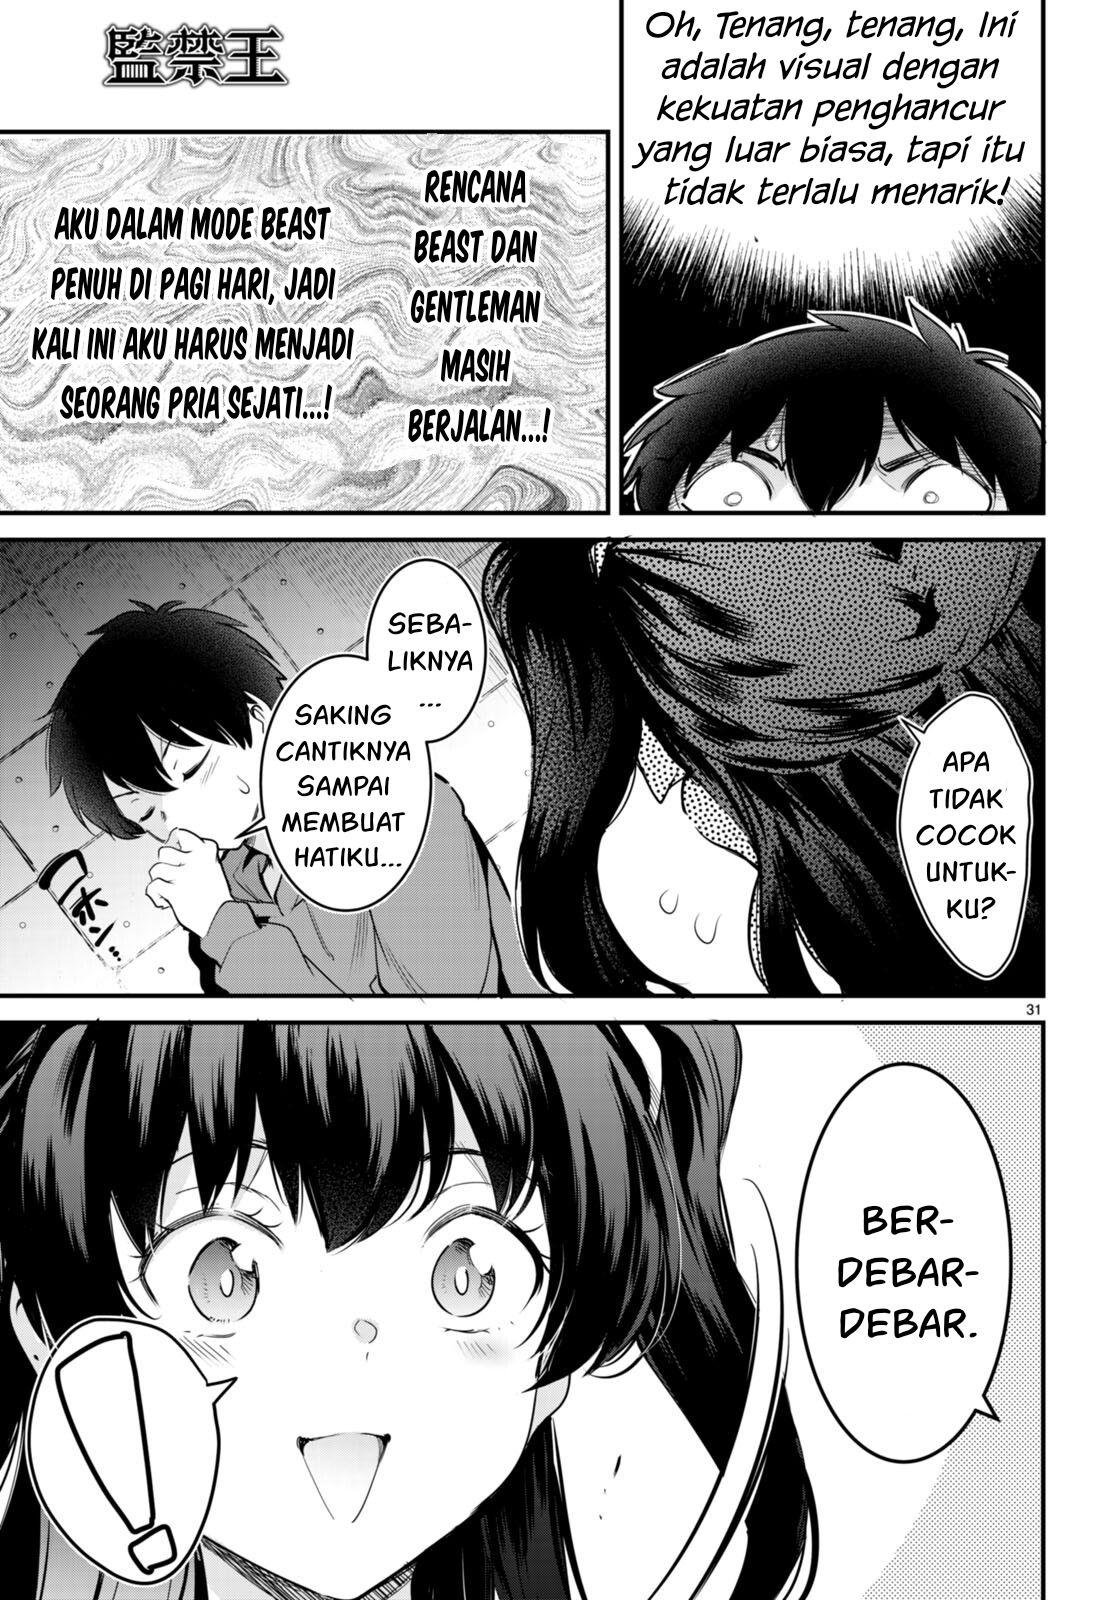 監禁王
Oh, Tenang, tenang, Ini
adalah visual dengan
kekuatan penghancur
yang luar biasa, tapi itu
tidak terlalu menarik!
RENCANA
BEAST DAN
GENTLEMAN
MASIH
BERJALAN...!
AKU DALAM MODE BEAST
PENUH DI PAGI HARI, JADI
KALI INI AKU HARUS MENJADI
SEORANG PRIA SEJATI...!
APA
TIDAK
COCOK
UNTUK-
KU?
SEBA-
LIKNYA
...
SAKING
CANTIKNYA
SAMPAI
MEMBUAT
HATIKU...
31
BER-
DEBAR-
DEBAR.
!